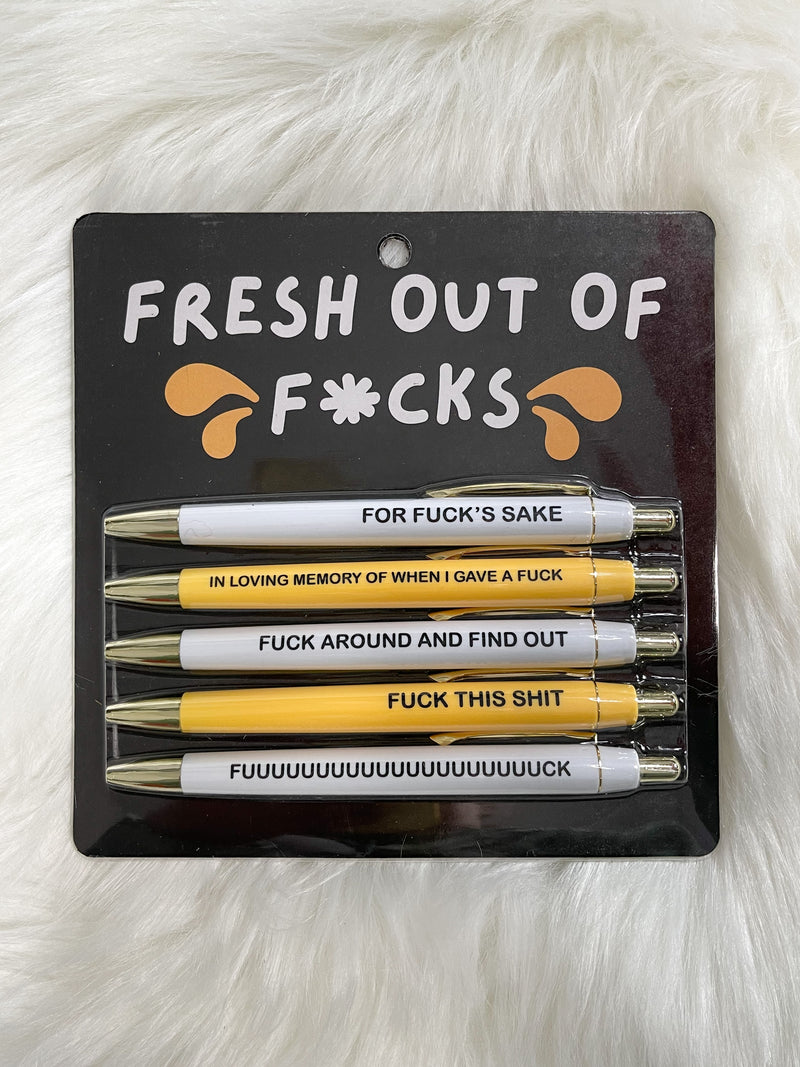 FRESH OUT OF
F*CKS
FOR FUCK'S SAKE
IN LOVING MEMORY OF WHEN I GAVE A FUCK
FUCK AROUND AND FIND OUT
FUCK THIS SHIT
FUUUUUUUUUUUUUUUUUUUUCK